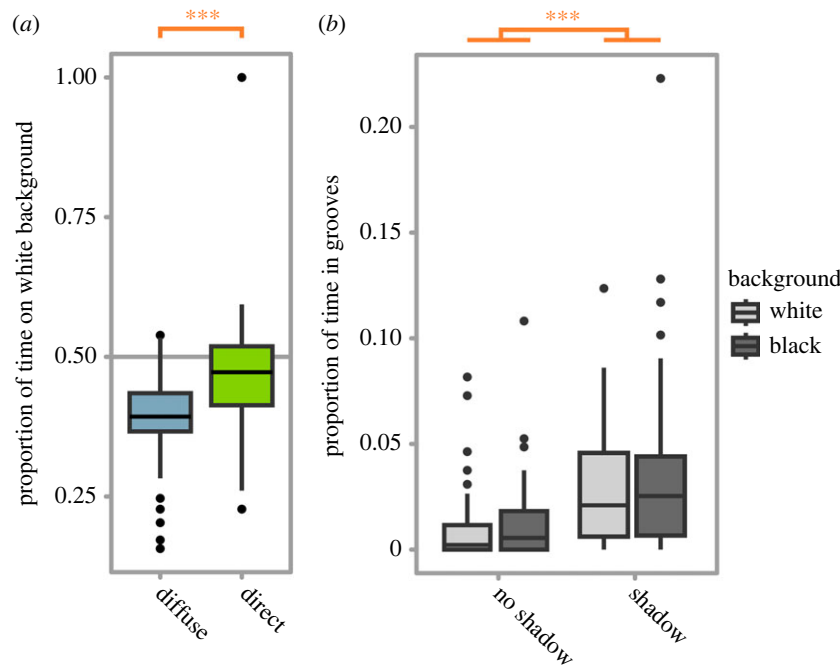 (a)
***
(b)
***
proportion of time on white background
1.00
0.75
0.50
0.25
diffuse
direct
proportion of time in grooves
0.20
0.15
0.10
0.05
0
no shadow
shadow
background
white
black